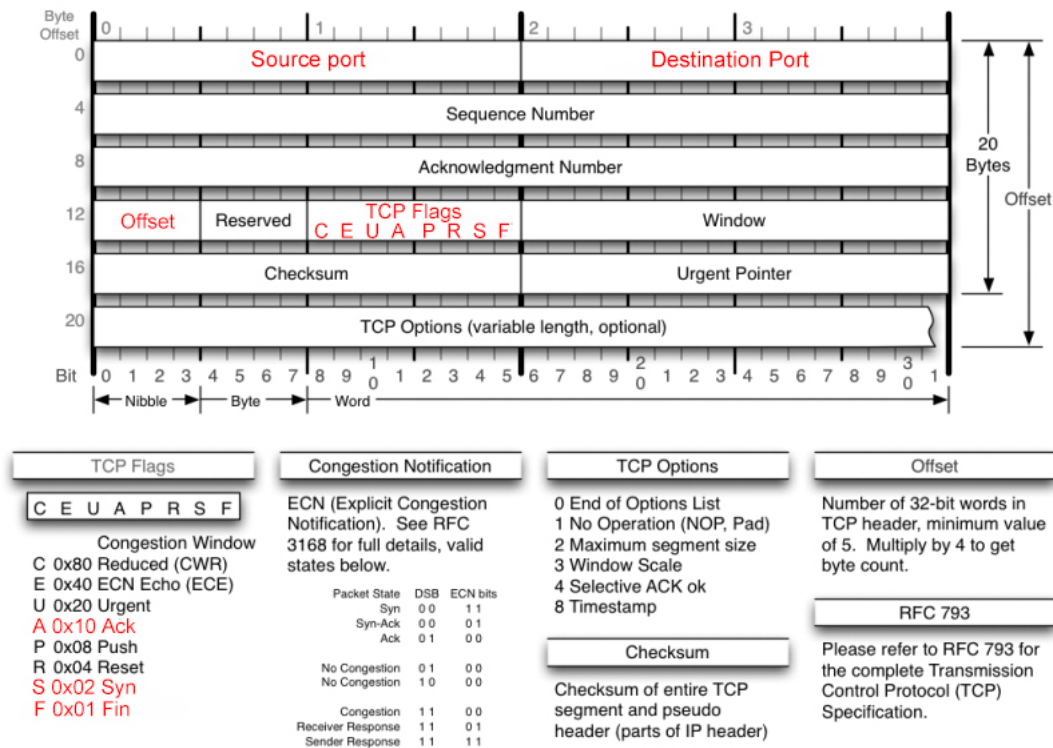 Byte
Offset
0 1 2 3
0 Source port Destination Port
4 Sequence Number
8 Acknowledgment Number
20
Bytes
Offset
12 Offset Reserved TCP Flags Window
C E U A P R S F
16 Checksum Urgent Pointer
20 TCP Options (variable length, optional)
Bit 0 1 2 3 4 5 6 7 8 9 10 1 2 3 4 5 6 7 8 9 20 1 2 3 4 5 6 7 8 9 30 1
Nibble Byte Word
TCP Flags
C E U A P R S F
Congestion Window
C 0x80 Reduced (CWR)
E 0x40 ECN Echo (ECE)
U 0x20 Urgent
A 0x10 Ack
P 0x08 Push
R 0x04 Reset
S 0x02 Syn
F 0x01 Fin
Congestion Notification
ECN (Explicit Congestion
Notification). See RFC
3168 for full details, valid
states below.
Packet State DSB ECN bits
Syn 0 0 1 1
Syn-Ack 0 0 0 1
Ack 0 1 0 0
No Congestion 0 1 0 0
No Congestion 1 0 0 0
Congestion 1 1 0 0
Receiver Response 1 1 0 1
Sender Response 1 1 1 1
TCP Options
0 End of Options List
1 No Operation (NOP, Pad)
2 Maximum segment size
3 Window Scale
4 Selective ACK ok
8 Timestamp
Checksum
Checksum of entire TCP
segment and pseudo
header (parts of IP header)
Offset
Number of 32-bit words in
TCP header, minimum value
of 5. Multiply by 4 to get
byte count.
RFC 793
Please refer to RFC 793 for
the complete Transmission
Control Protocol (TCP)
Specification.